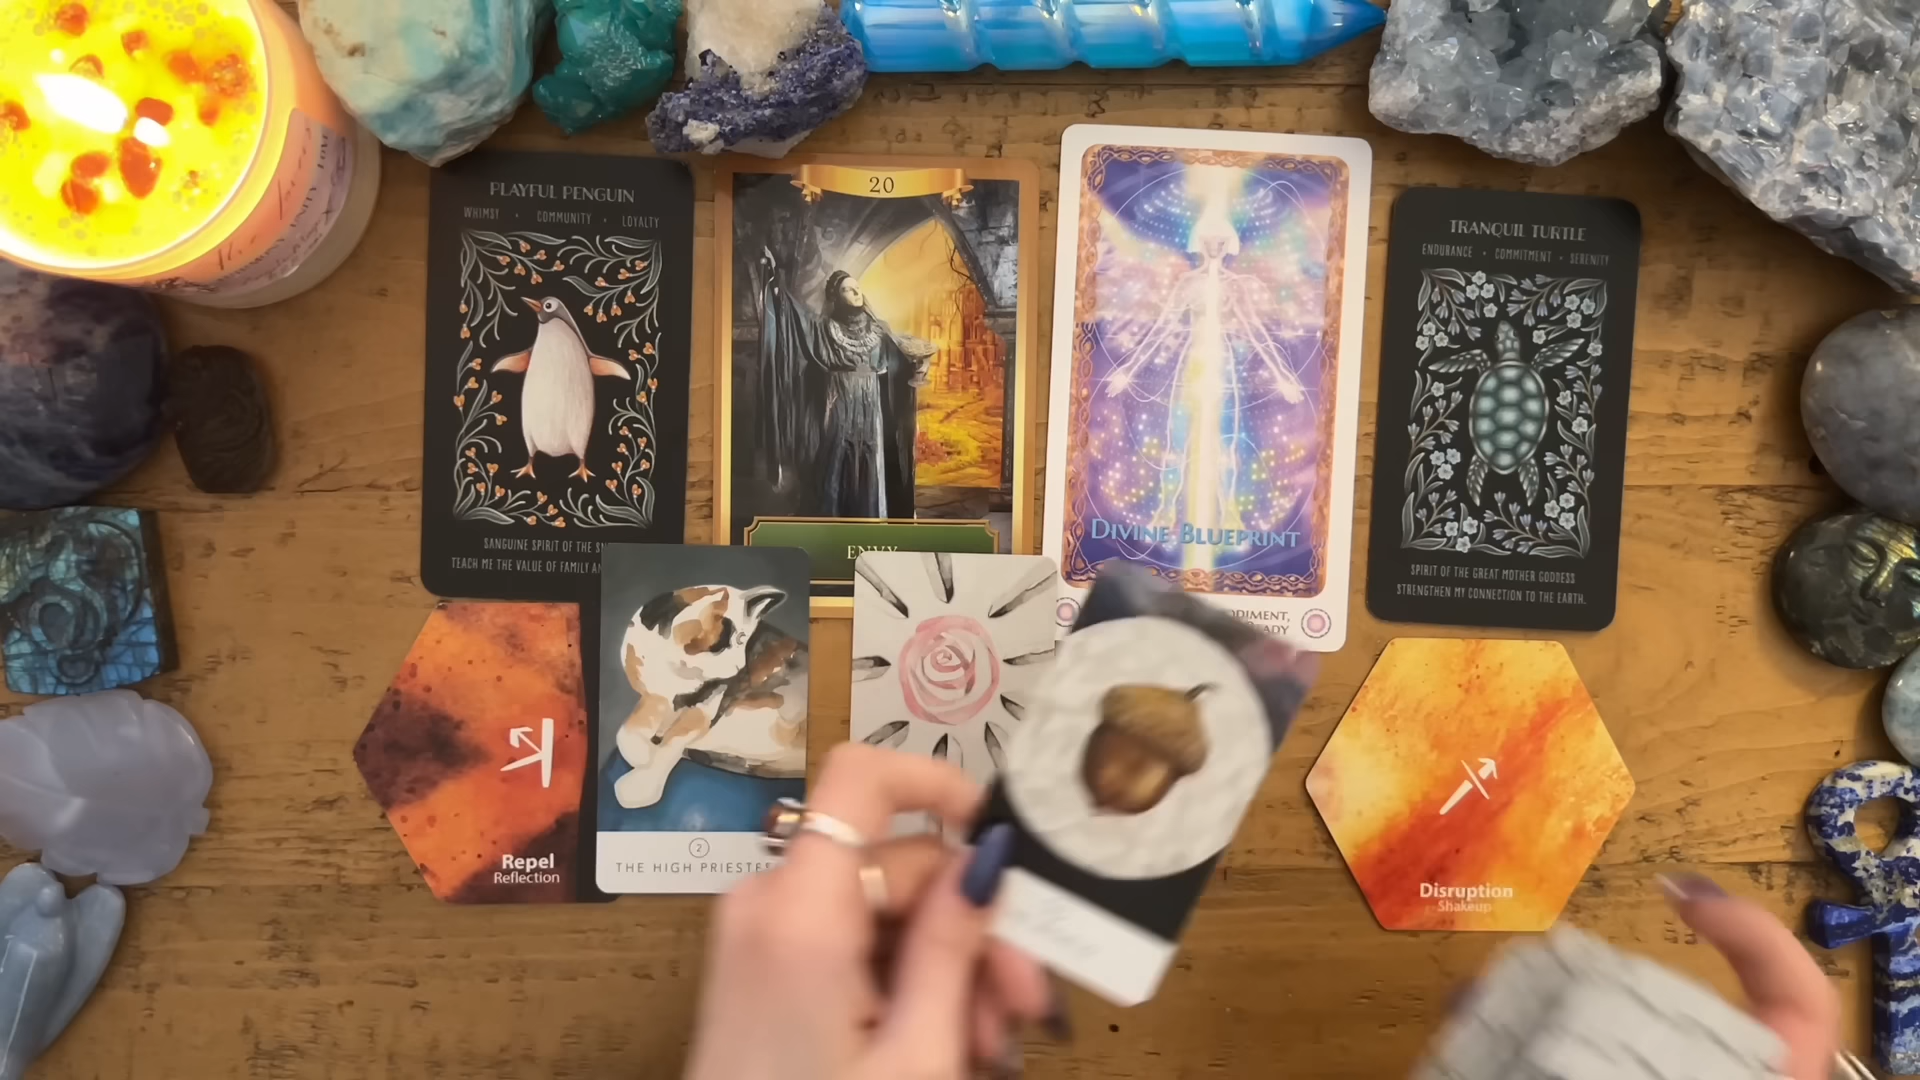 PLAYFUL PENGUIN
WHIMSY • COMMUNITY • LOYALTY
SANGUINE SPIRIT OF THE
TEACH ME THE VALUE OF FAMILY
20
ENVY
DIVINE BLUEPRINT
TRANQUIL TURTLE
ENDURANCE • COMMITMENT • SERENITY
SPIRIT OF THE GREAT MOTHER GODDESS
STRENGTHEN MY CONNECTION TO THE EARTH.
Repel
Reflection
2
THE HIGH PRIESTE
Disruption
Shakeup